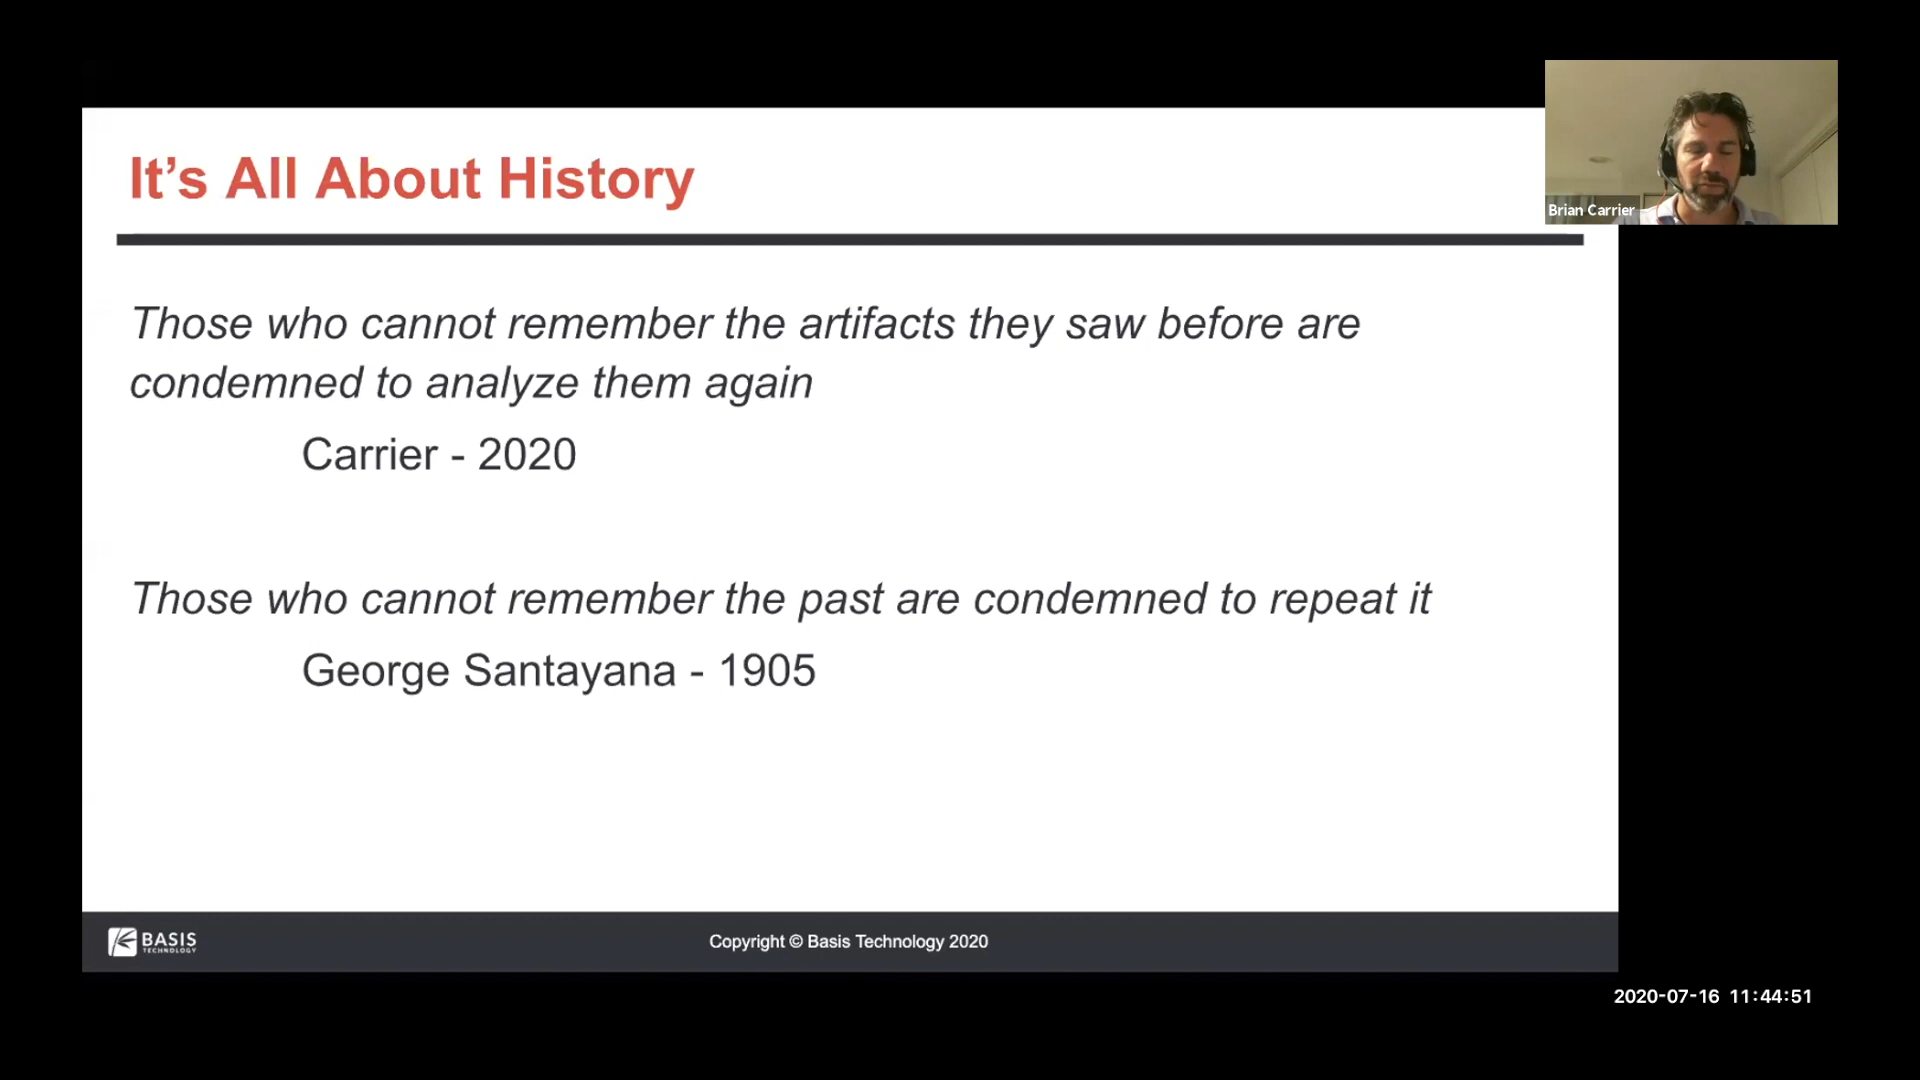 It’s All About History
Brian Carrier
Those who cannot remember the artifacts they saw before are
condemned to analyze them again
Carrier - 2020
Those who cannot remember the past are condemned to repeat it
George Santayana - 1905
BASIS
TECHNOLOGY
Copyright © Basis Technology 2020
2020-07-16 11:44:51